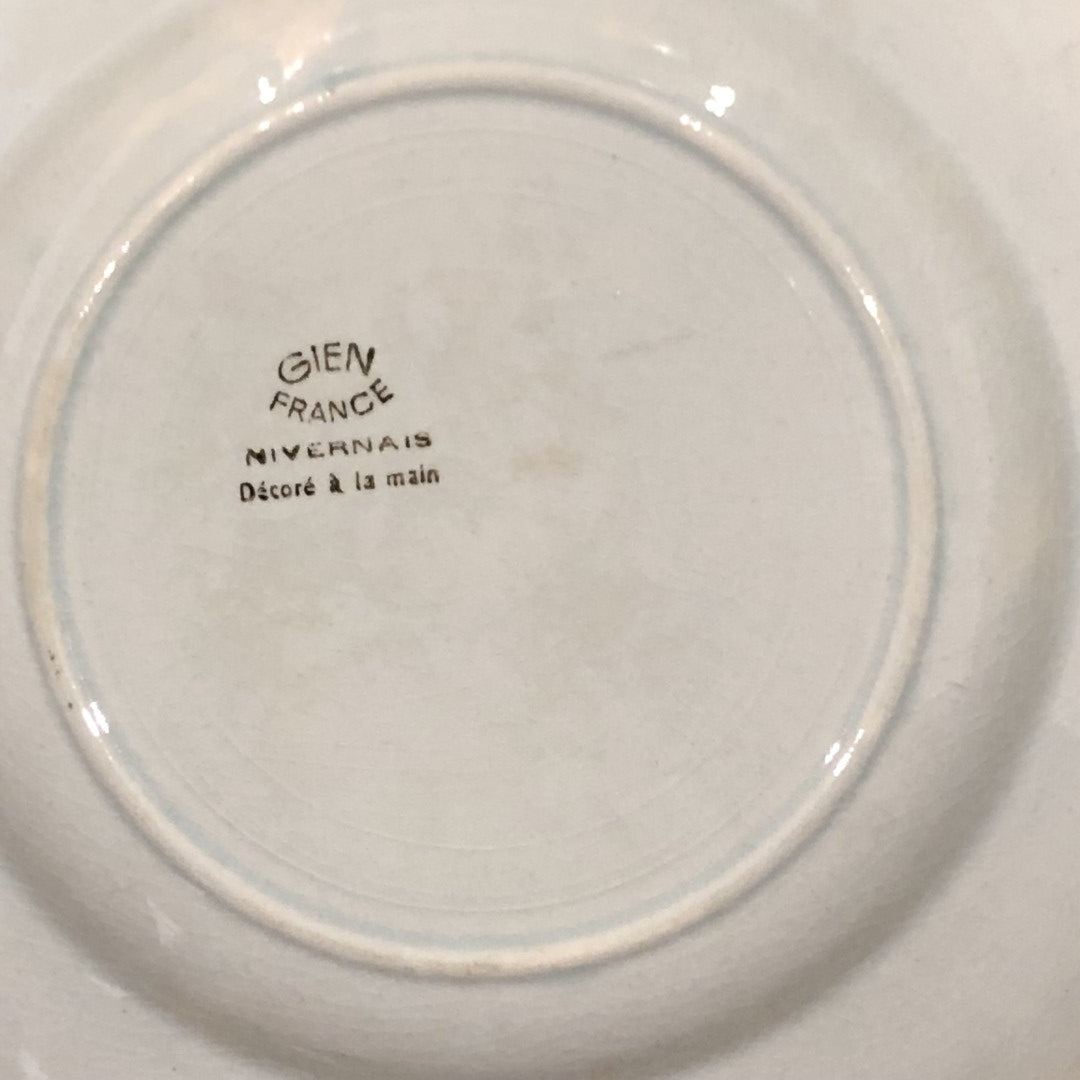 GIEN
FRANCE
NIVERNAIS
Décoré à la main